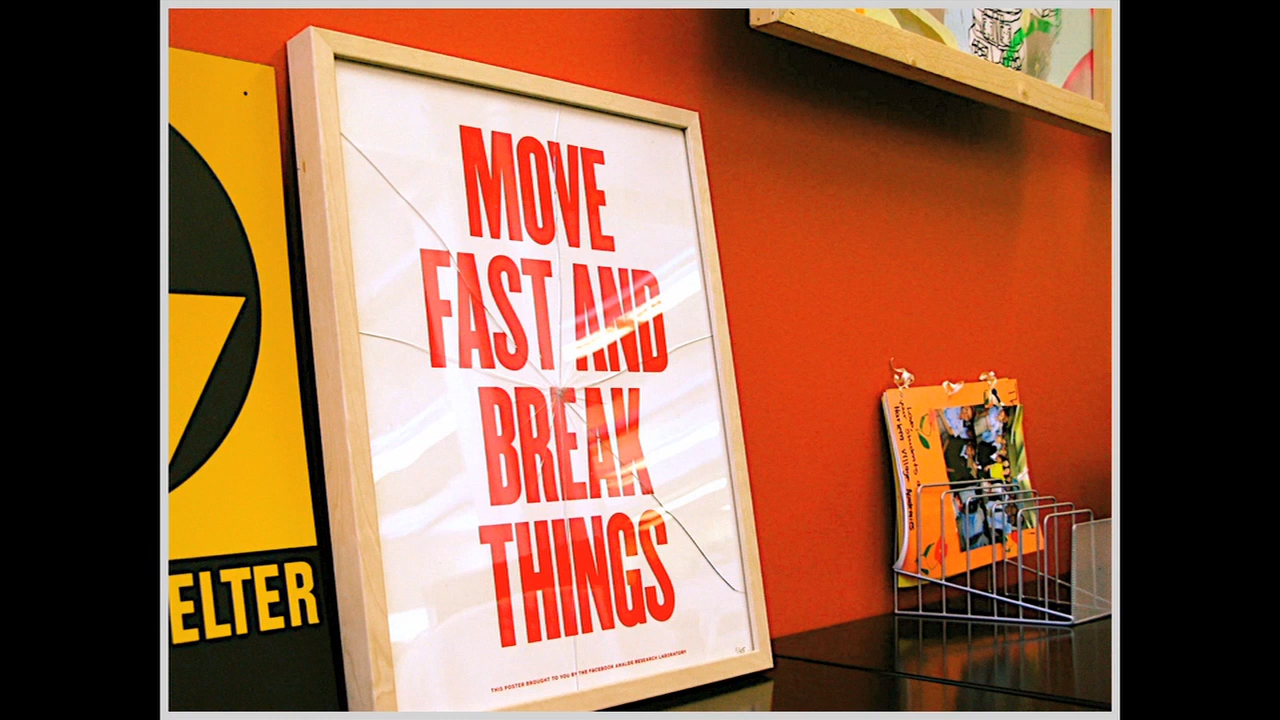 MOVE
FAST AND
BREAK
THINGS
THIS POSTER BROUGHT TO YOU BY THE FACEBOOK ANALOG RESEARCH LABORATORY
ELTER